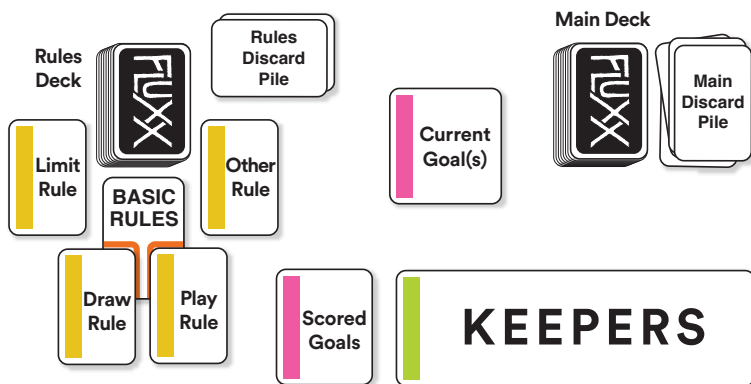 Rules
Deck
FLUXX
Rules
Discard
Pile
Main Deck
FLUXX
Main
Discard
Pile
Limit
Rule
Other
Rule
BASIC
RULES
Current
Goal(s)
Draw
Rule
Play
Rule
Scored
Goals
KEEPERS